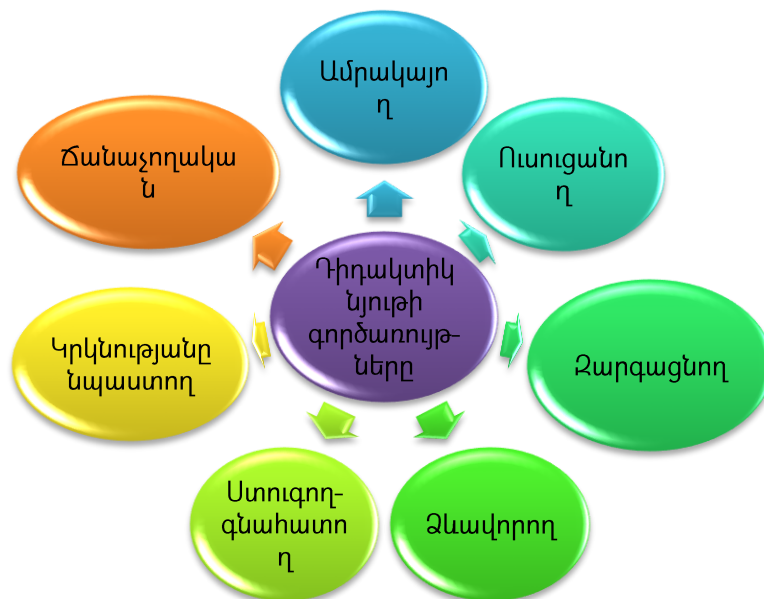 Ամրակայո
ղ
Ուսուցանո
ղ
Զարգացնող
Ձևավորող
Ստուգող-
գնահատո
ղ
Կրկնությանը
նպաստող
Ճանաչողակա
ն
Դիդակտիկ
նյութի
գործառույթ-
ները